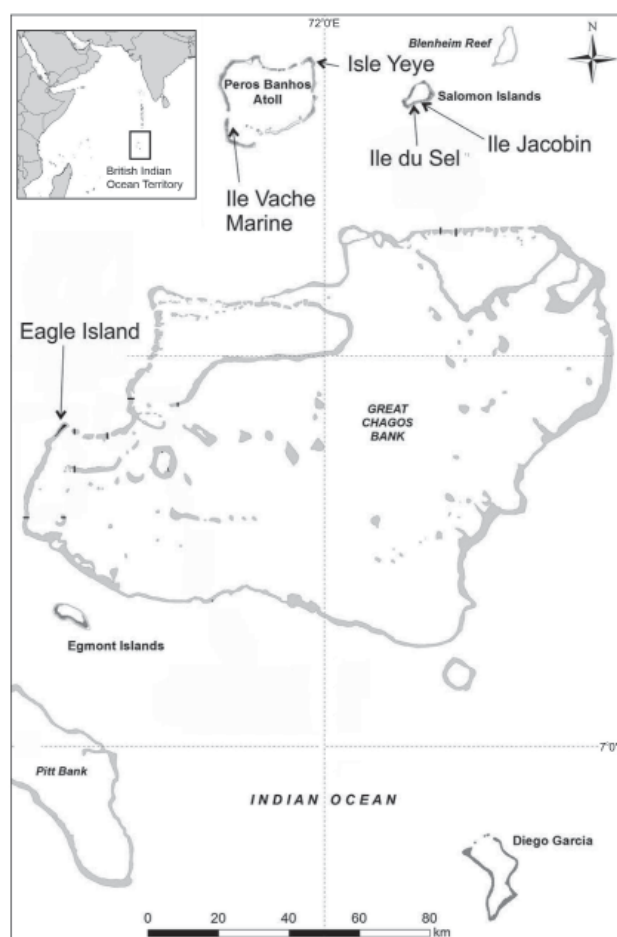 72°0'E
Blenheim Reef
N
Isle Yeye
Peros Banhos
Atoll
Salomon Islands
Ile Jacobin
Ile du Sel
British Indian
Ocean Territory
Ile Vache
Marine
Eagle Island
GREAT
CHAGOS
BANK
Egmont Islands
7°0'
Pitt Bank
INDIAN OCEAN
Diego Garcia
0 20 40 60 80
km